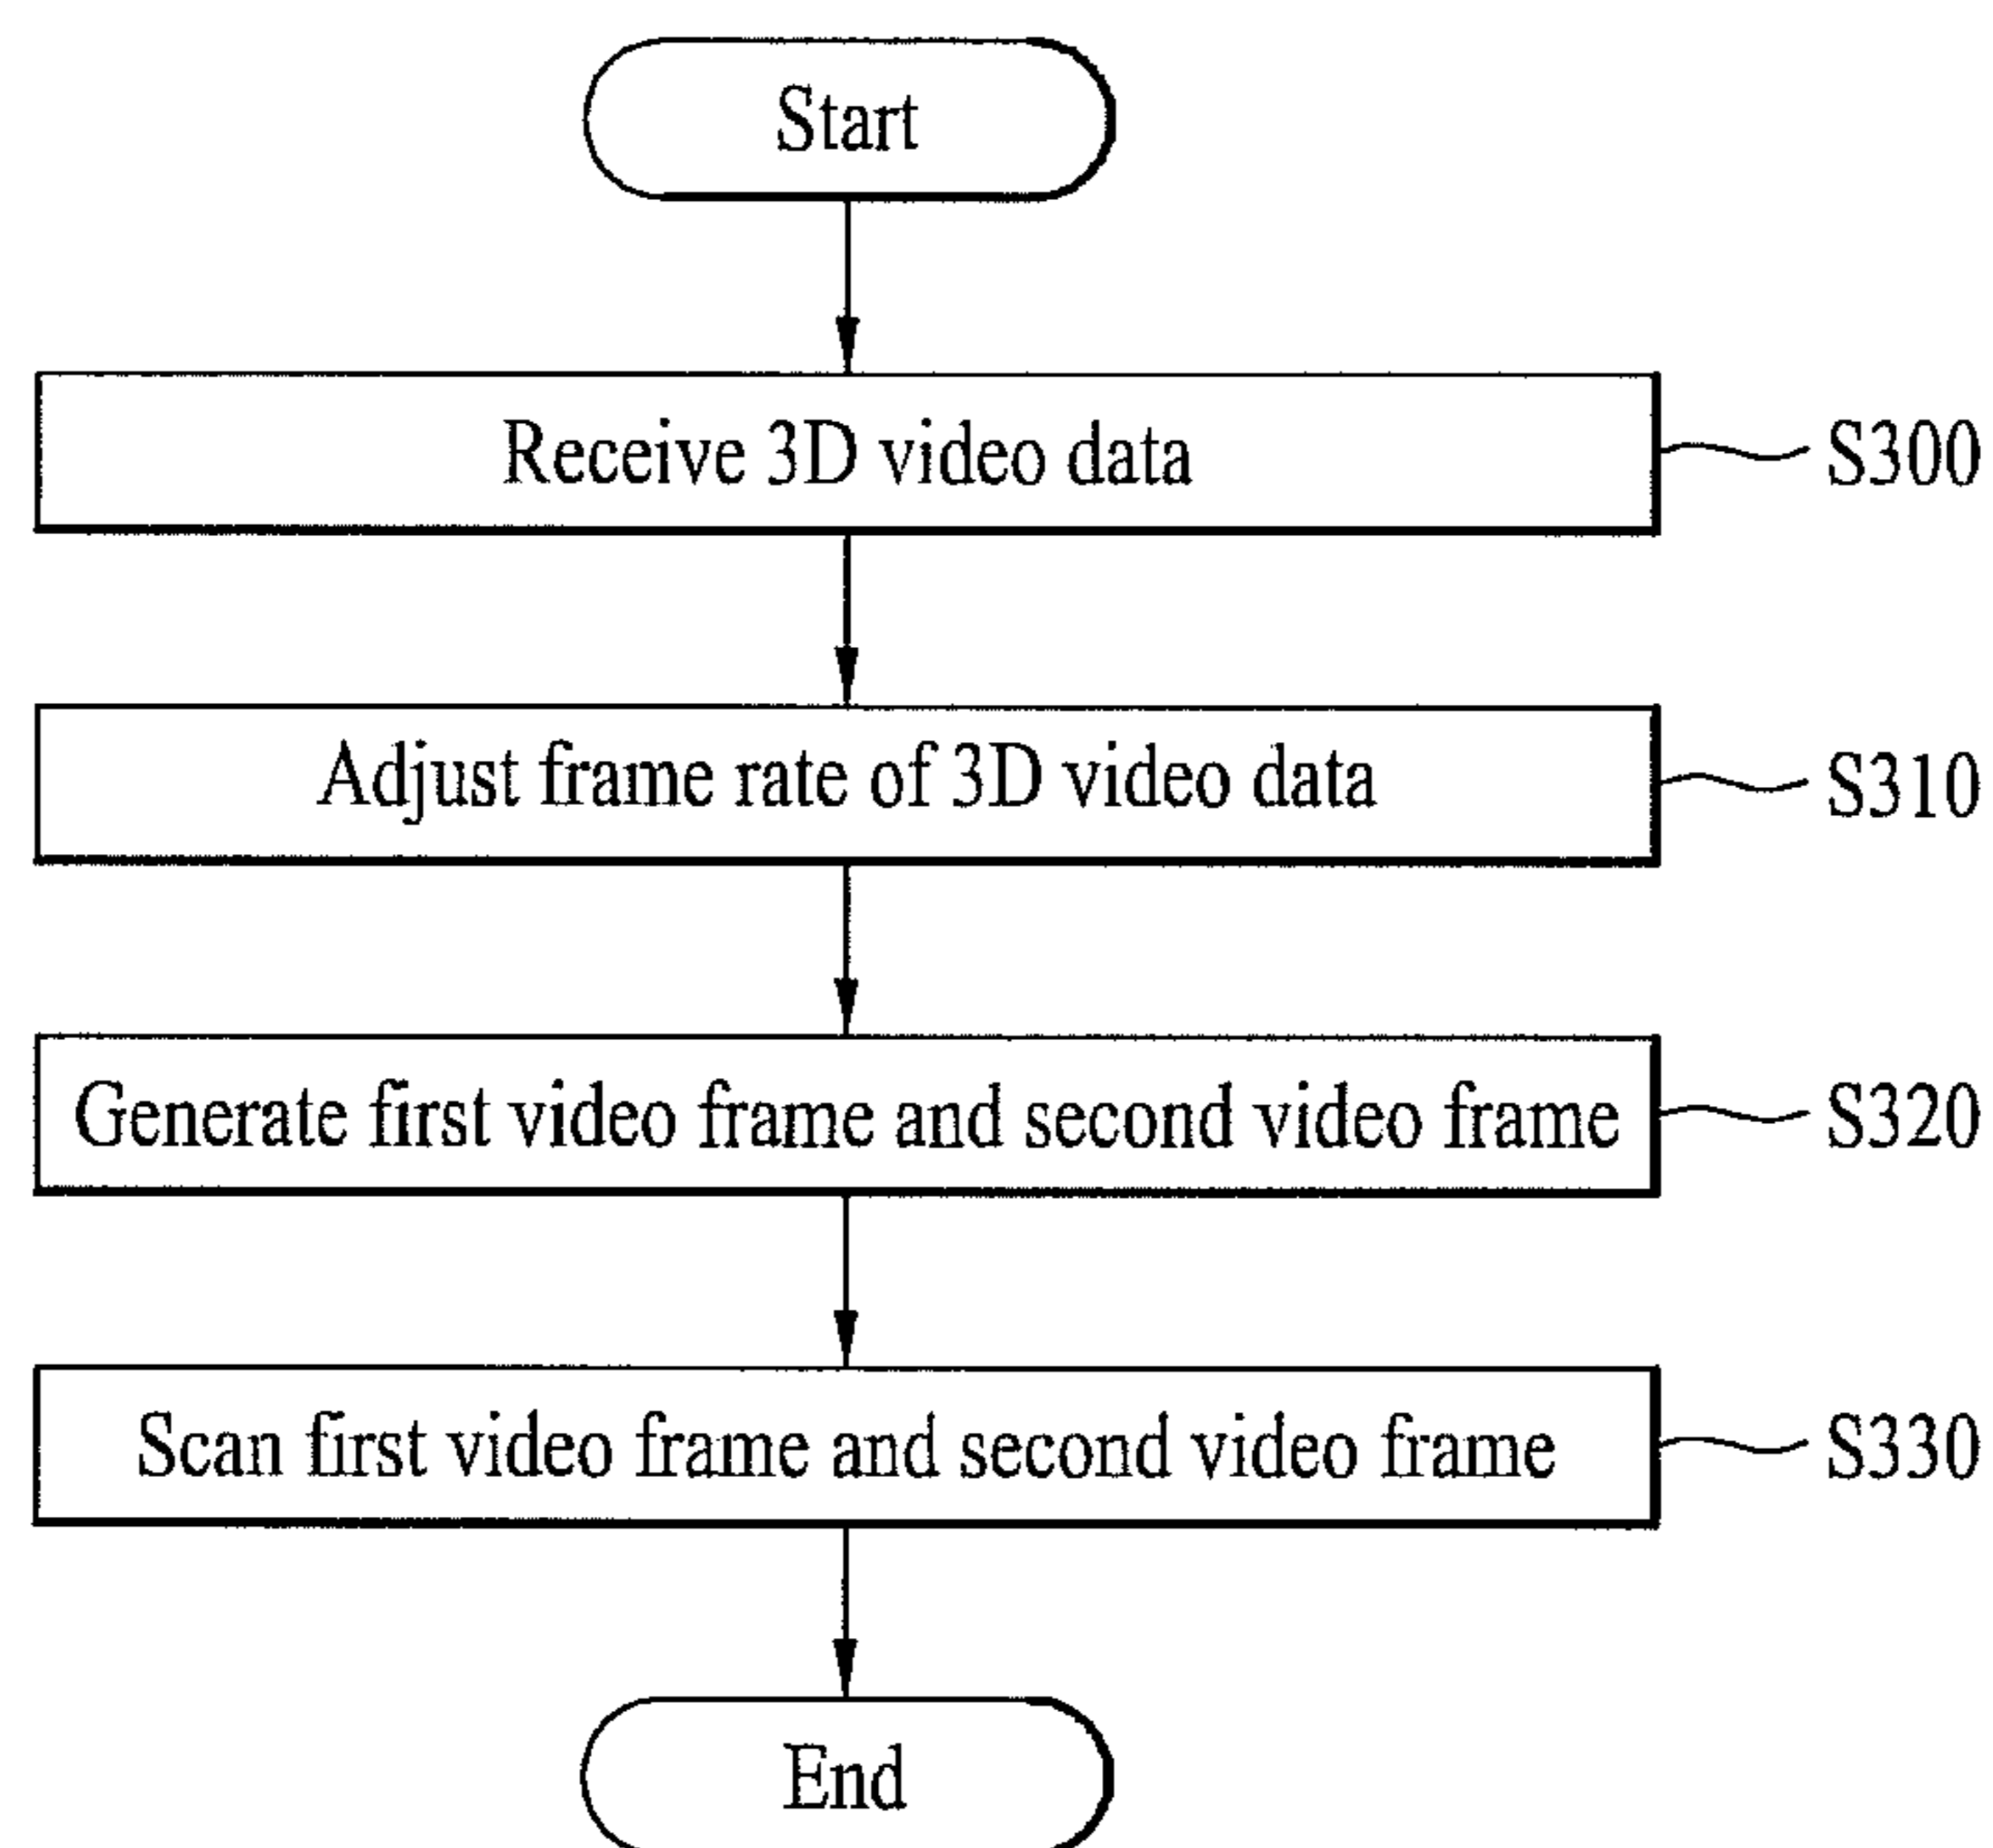 Start
Receive 3D video data
S300
Adjust frame rate of 3D video data
S310
Generate first video frame and second video frame
S320
Scan first video frame and second video frame
S330
End